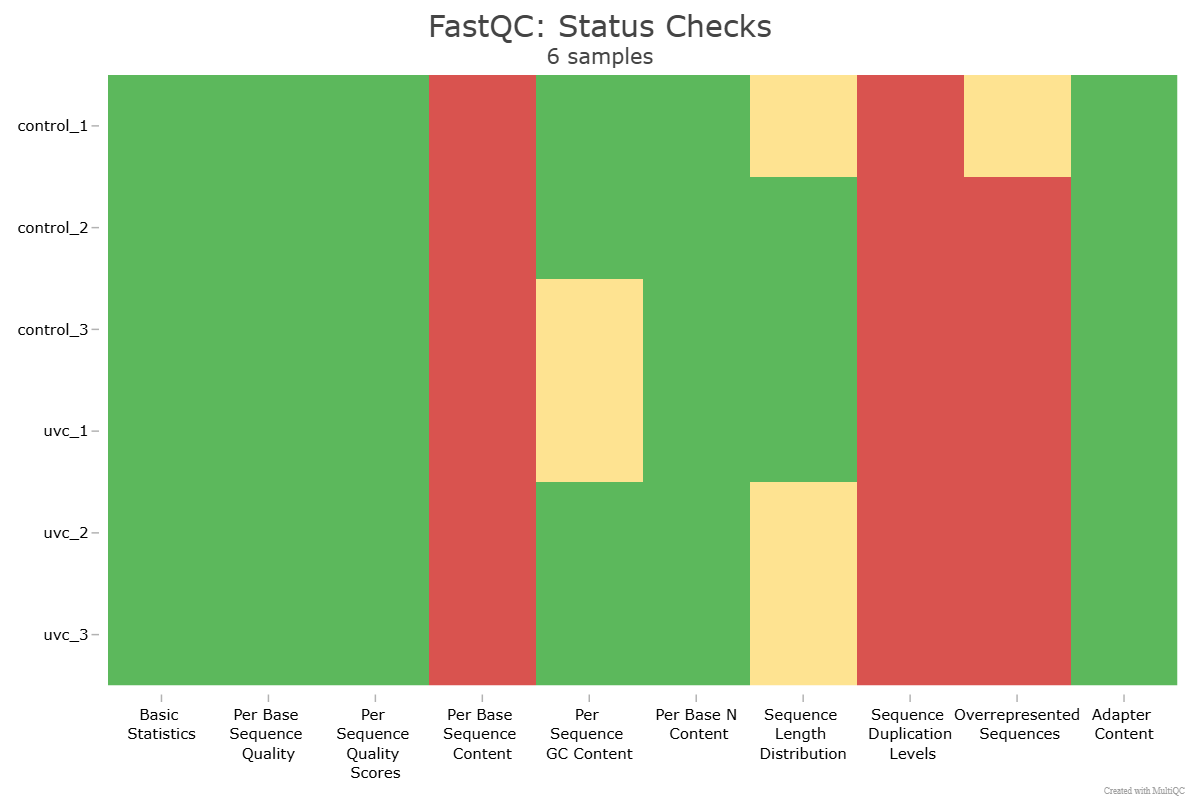 FastQC: Status Checks
6 samples
control_1
control_2
control_3
uvc_1
uvc_2
uvc_3
Basic
Statistics
Per Base
Sequence
Quality
Per
Sequence
Quality
Scores
Per Base
Sequence
Content
Per
Sequence
GC Content
Per Base N
Content
Sequence
Length
Distribution
Sequence
Duplication
Levels
Overrepresented
Sequences
Adapter
Content
Created with MultiQC